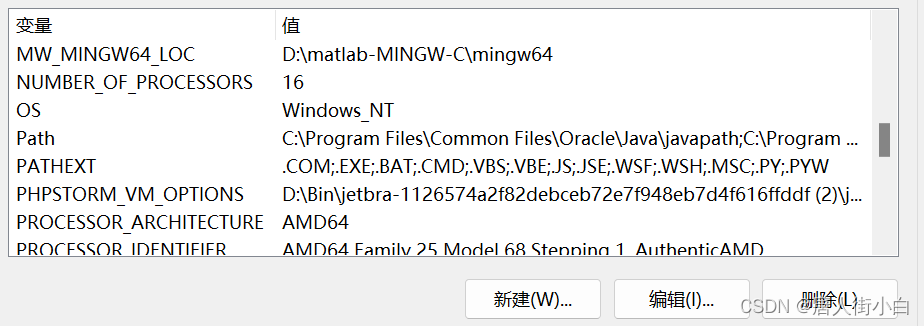 变量 值
MW_MINGW64_LOC D:\matlab-MINGW-C\mingw64
NUMBER_OF_PROCESSORS 16
OS Windows_NT
Path C:\Program Files\Common Files\Oracle\Java\javapath;C:\Program ...
PATHEXT .COM;.EXE;.BAT;.CMD;.VBS;.VBE;.JS;.JSE;.WSF;.WSH;.MSC;.PY;.PYW
PHPSTORM_VM_OPTIONS D:\Bin\jetbra-1126574a2f82debceb72e7f948eb7d4f616ffddf (2)\j...
PROCESSOR_ARCHITECTURE AMD64
PROCESSOR_IDENTIFIER AMD64 Family 25 Model 68 Stepping 1, AuthenticAMD
新建(W)... 编辑(I)... 删除(L)
CSDN @唐人街小白